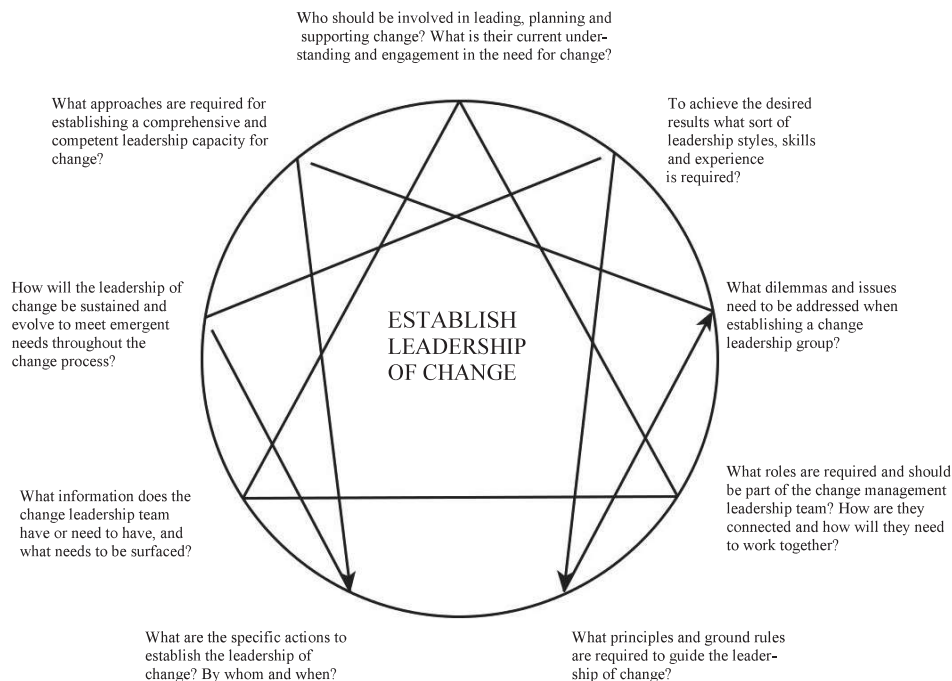 Who should be involved in leading, planning and
supporting change? What is their current under-
standing and engagement in the need for change?
To achieve the desired
results what sort of
leadership styles, skills
and experience
is required?
What dilemmas and issues
need to be addressed when
establishing a change
leadership group?
What roles are required and should
be part of the change management
leadership team? How are they
connected and how will they need
to work together?
What principles and ground rules
are required to guide the leader-
ship of change?
What are the specific actions to
establish the leadership of
change? By whom and when?
What information does the
change leadership team
have or need to have, and
what needs to be surfaced?
How will the leadership of
change be sustained and
evolve to meet emergent
needs throughout the
change process?
What approaches are required for
establishing a comprehensive and
competent leadership capacity for
change?
ESTABLISH
LEADERSHIP
OF CHANGE